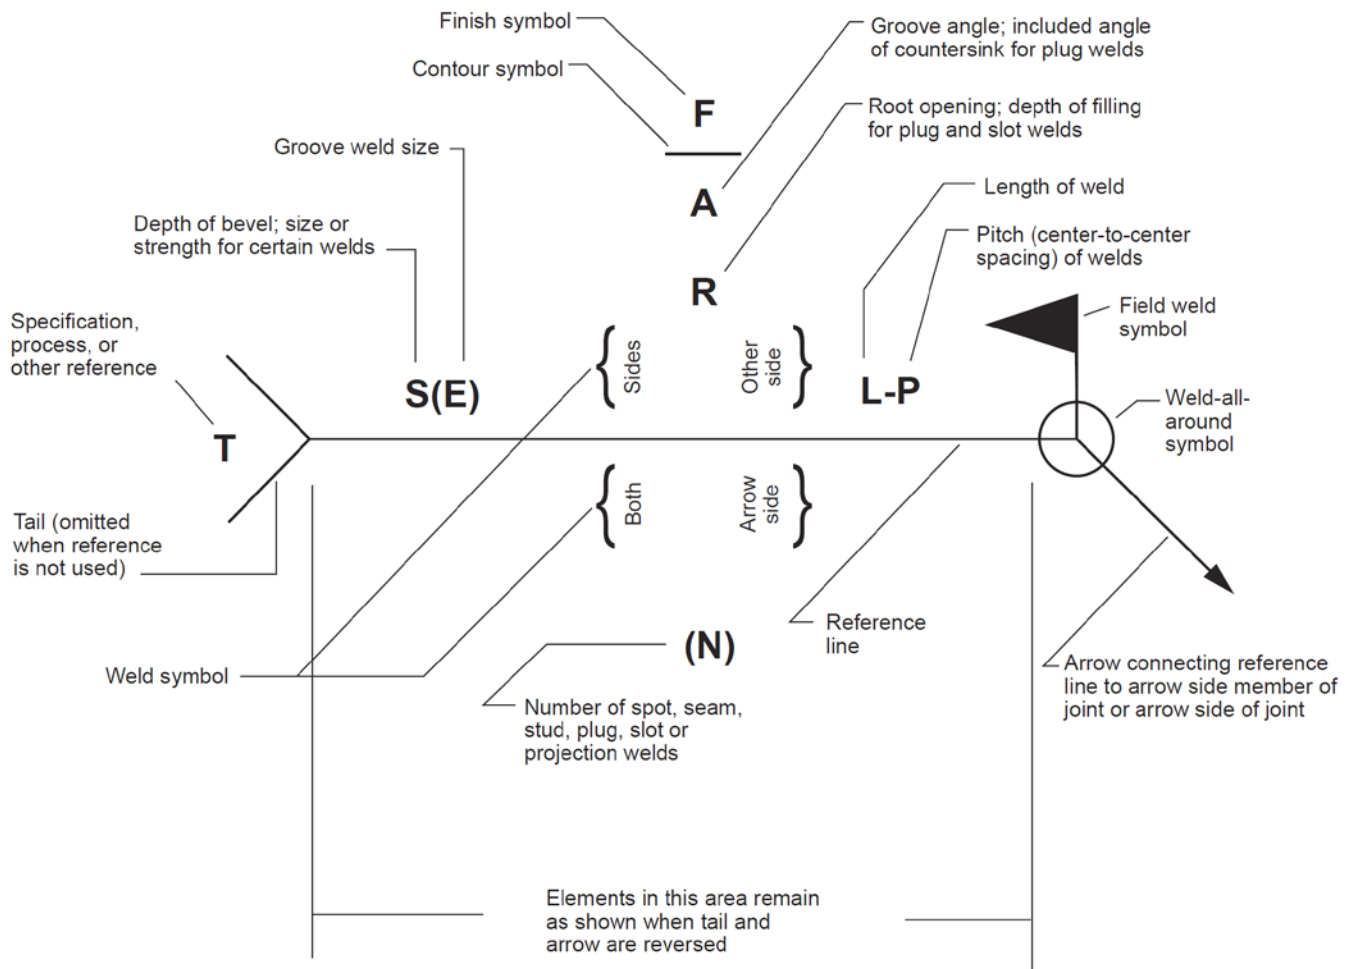 Finish symbol
Contour symbol
F
A
R
Groove angle; included angle
of countersink for plug welds
Root opening; depth of filling
for plug and slot welds
Groove weld size
Depth of bevel; size or
strength for certain welds
Length of weld
Pitch (center-to-center
spacing) of welds
Specification,
process, or
other reference
T
S(E)
Sides
Other
side
L-P
Field weld
symbol
Weld-all-
around
symbol
Both
Arrow
side
Tail (omitted
when reference
is not used)
Weld symbol
(N)
Number of spot, seam,
stud, plug, slot or
projection welds
Reference
line
Arrow connecting reference
line to arrow side member of
joint or arrow side of joint
Elements in this area remain
as shown when tail and
arrow are reversed